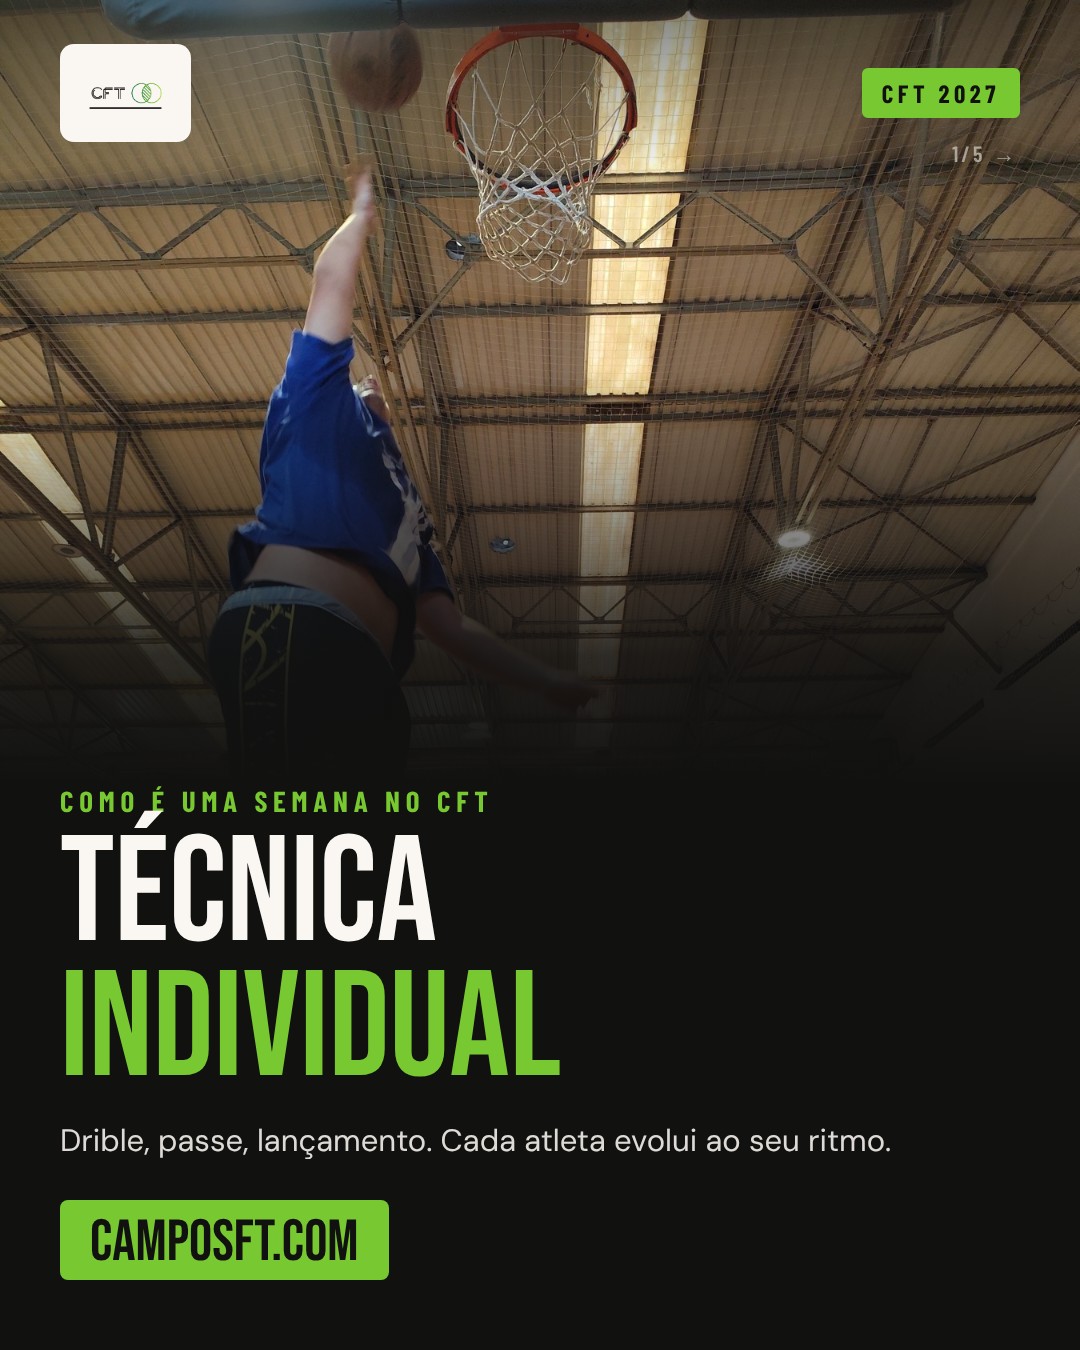 CFT
CFT 2027
1/5 →
COMO É UMA SEMANA NO CFT
TÉCNICA
INDIVIDUAL
Drible, passe, lançamento. Cada atleta evolui ao seu ritmo.
CAMPOSFT.COM